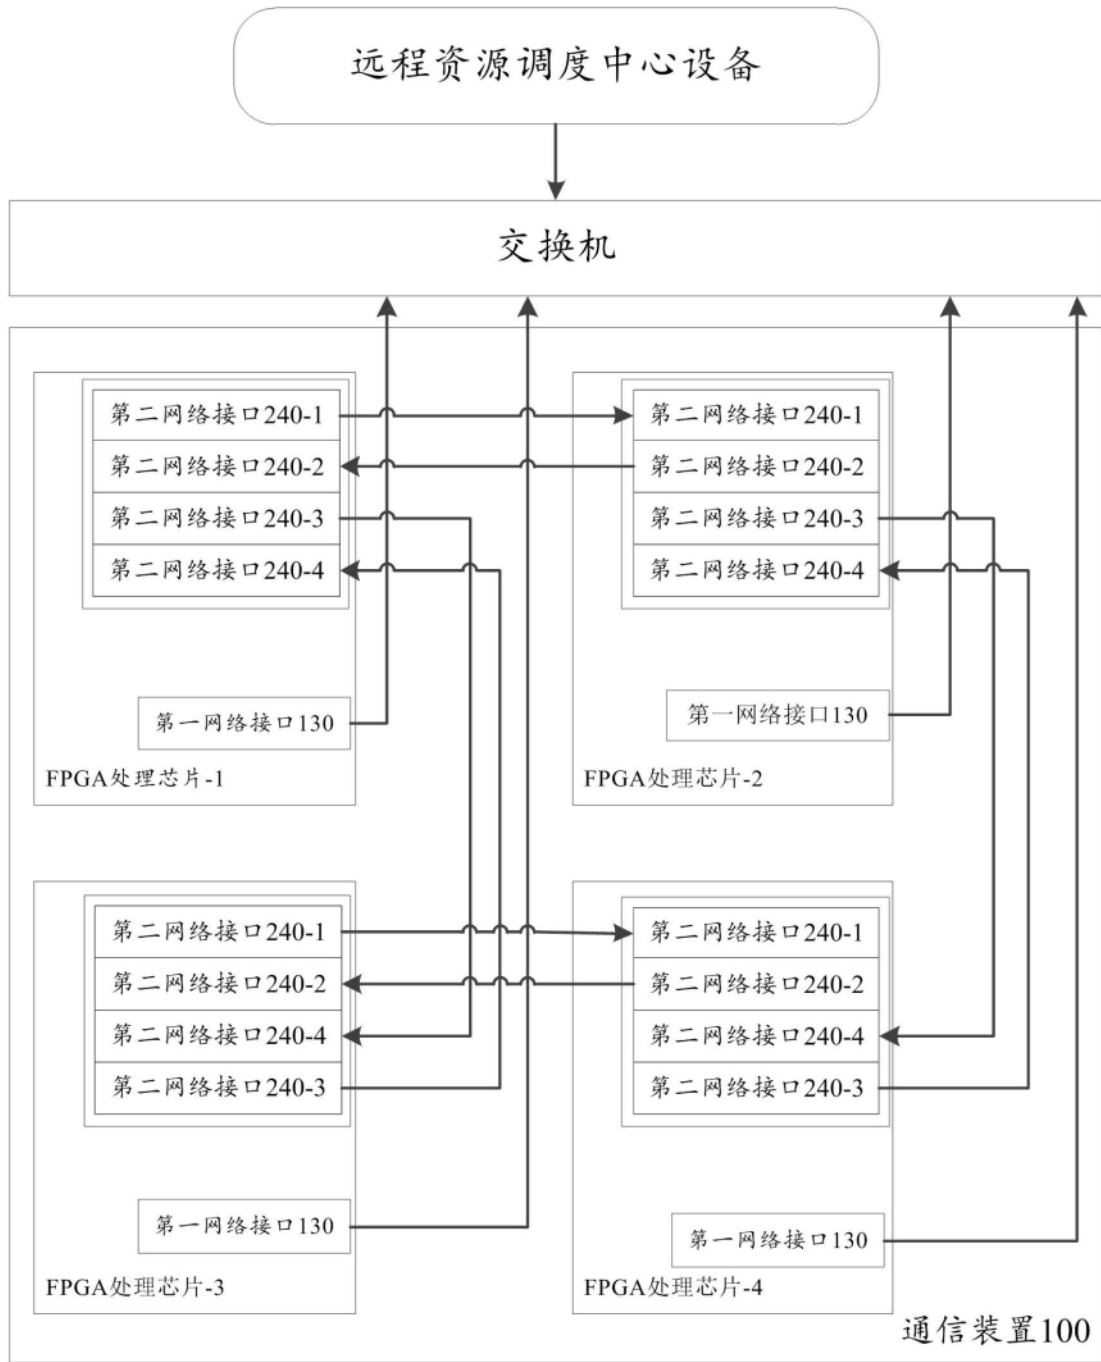 远程资源调度中心设备
交换机
第二网络接口240-1
第二网络接口240-2
第二网络接口240-3
第二网络接口240-4
第一网络接口130
FPGA处理芯片-1
第二网络接口240-1
第二网络接口240-2
第二网络接口240-3
第二网络接口240-4
第一网络接口130
FPGA处理芯片-2
第二网络接口240-1
第二网络接口240-2
第二网络接口240-4
第二网络接口240-3
第一网络接口130
FPGA处理芯片-3
第二网络接口240-1
第二网络接口240-2
第二网络接口240-4
第二网络接口240-3
第一网络接口130
FPGA处理芯片-4
通信装置100